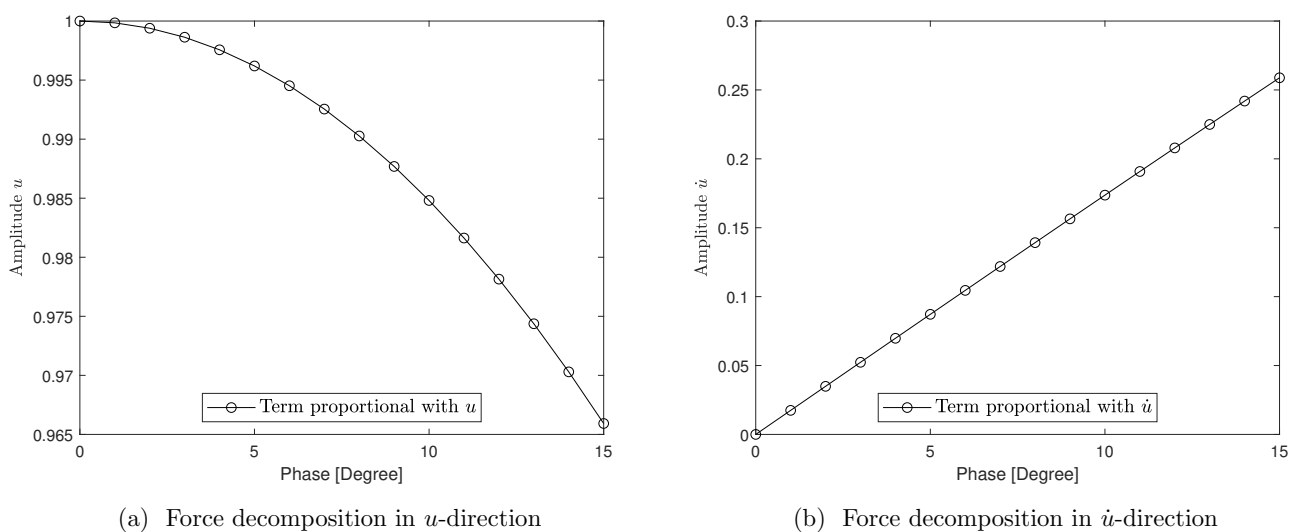 1
0.995
0.99
0.985
0.98
0.975
0.97
0.965
Amplitude u
0
5
10
15
Phase [Degree]
Term proportional with u
(a) Force decomposition in u-direction
0.3
0.25
0.2
0.15
0.1
0.05
0
Amplitude u̇
0
5
10
15
Phase [Degree]
Term proportional with u̇
(b) Force decomposition in u̇-direction